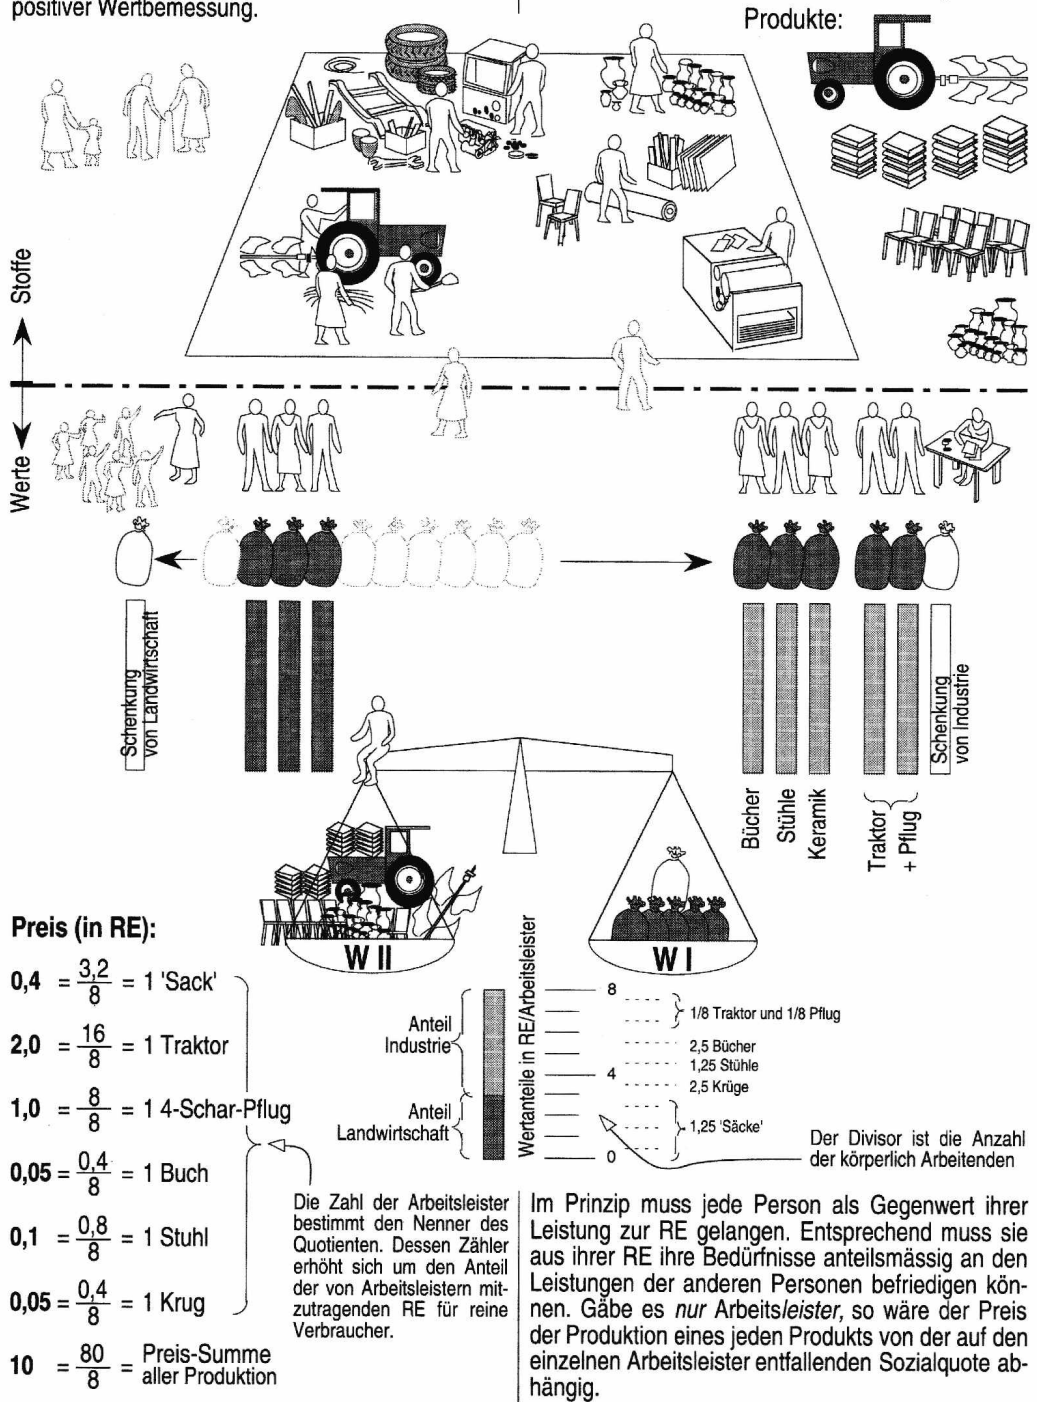 positiver Wertbemessung.
Produkte:
Stoffe
Werte
Schenkung
von Landwirtschaft
Bücher
Stühle
Keramik
Traktor
+ Pflug
Schenkung
von Industrie
W II
W I
Preis (in RE):
0,4 = 3,2/8 = 1 'Sack'
2,0 = 16/8 = 1 Traktor
1,0 = 8/8 = 1 4-Schar-Pflug
0,05 = 0,4/8 = 1 Buch
0,1 = 0,8/8 = 1 Stuhl
0,05 = 0,4/8 = 1 Krug
10 = 80/8 = Preis-Summe
aller Produktion
Anteil
Industrie
Anteil
Landwirtschaft
Wertanteile in RE/Arbeitsleister
8
4
0
1/8 Traktor und 1/8 Pflug
2,5 Bücher
1,25 Stühle
2,5 Krüge
1,25 'Säcke'
Der Divisor ist die Anzahl
der körperlich Arbeitenden
Die Zahl der Arbeitsleister
bestimmt den Nenner des
Quotienten. Dessen Zähler
erhöht sich um den Anteil
der von Arbeitsleistern mit-
zutragenden RE für reine
Verbraucher.
Im Prinzip muss jede Person als Gegenwert ihrer
Leistung zur RE gelangen. Entsprechend muss sie
aus ihrer RE ihre Bedürfnisse anteilsmässig an den
Leistungen der anderen Personen befriedigen kön-
nen. Gäbe es nur Arbeitsleister, so wäre der Preis
der Produktion eines jeden Produkts von der auf den
einzelnen Arbeitsleister entfallenden Sozialquote ab-
hängig.